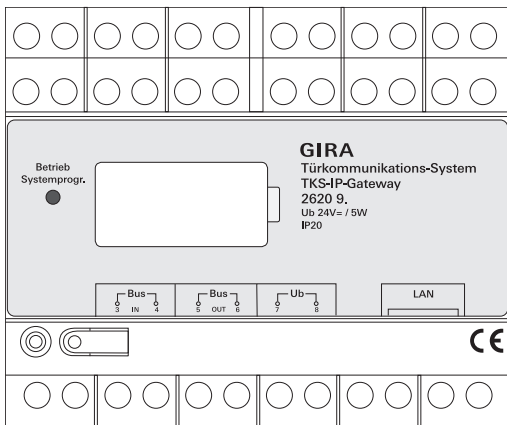 GIRA
Türkommunikations-System
TKS-IP-Gateway
2620 9.
Ub 24V= / 5W
IP20
Betrieb
Systemprogr.
Bus
3 IN 4
Bus
5 OUT 6
Ub
7 8
LAN
CE